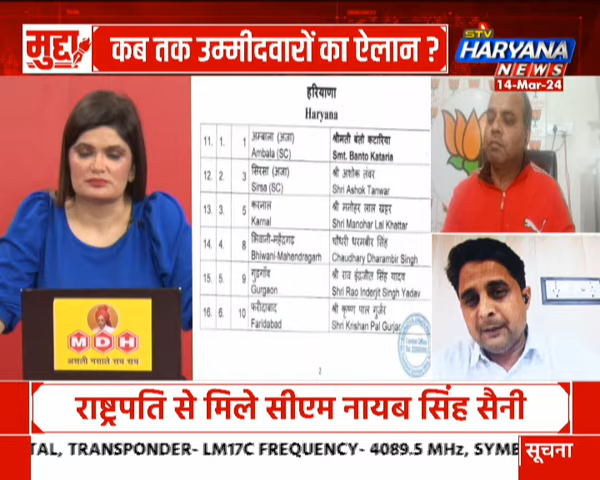 मुद्दा
कब तक उम्मीदवारों का ऐलान ?
STV
HARYANA
NEWS
14-Mar-24
हरियाणा
Haryana
11. 1. 1 अम्बाला (अजा) श्रीमती बंतो कटारिया
Ambala (SC) Smt. Banto Kataria
12. 2. 3 सिरसा (अजा) श्री अशोक तंवर
Sirsa (SC) Shri Ashok Tanwar
13. 3. 5 करनाल श्री मनोहर लाल खट्टर
Karnal Shri Manohar Lal Khattar
14. 4. 8 भिवानी-महेंद्रगढ़ चौधरी धरमबीर सिंह
Bhiwani-Mahendragarh Chaudhary Dharambir Singh
15. 5. 9 गुड़गाँव श्री राव इंद्रजीत सिंह यादव
Gurgaon Shri Rao Inderjit Singh Yadav
16. 6. 10 फरीदाबाद श्री कृष्ण पाल गुर्जर
Faridabad Shri Krishan Pal Gurjar
2
MDH
असली मसाले सच सच
राष्ट्रपति से मिले सीएम नायब सिंह सैनी
TAL, TRANSPONDER- LM17C FREQUENCY- 4089.5 MHz, SYMB
सूचना